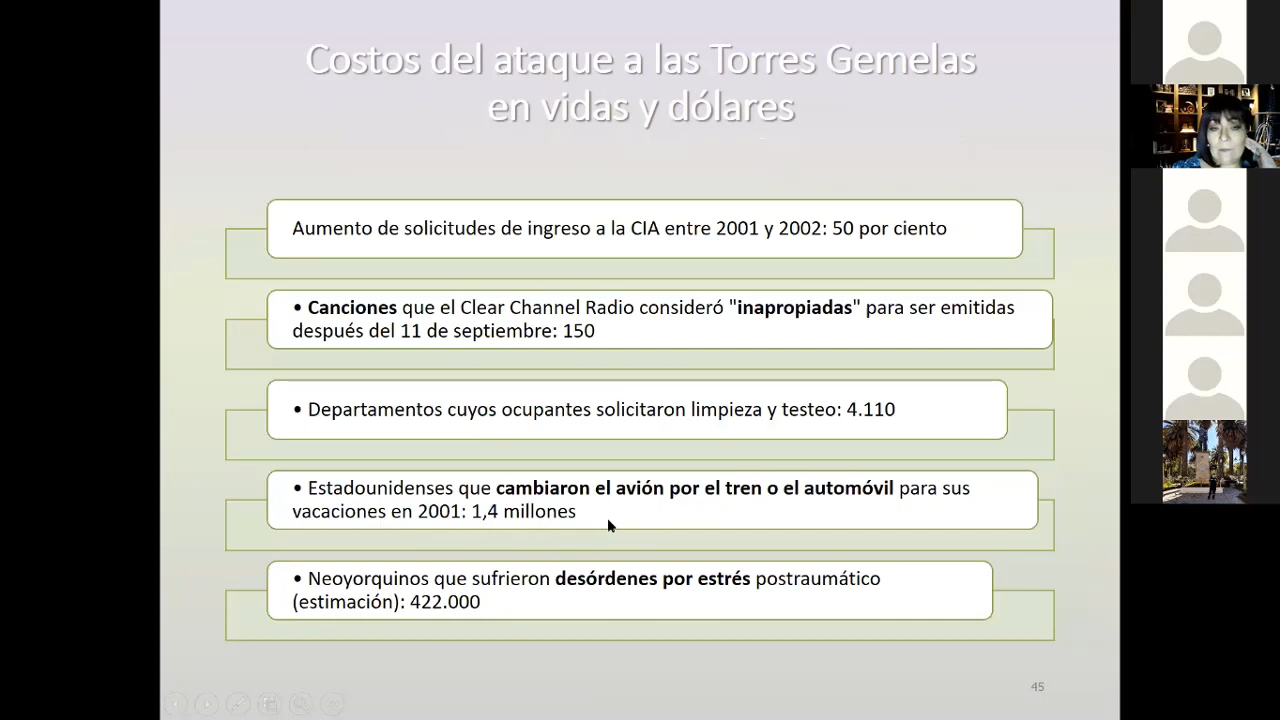 Costos del ataque a las Torres Gemelas
en vidas y dólares
Aumento de solicitudes de ingreso a la CIA entre 2001 y 2002: 50 por ciento
• Canciones que el Clear Channel Radio consideró "inapropiadas" para ser emitidas
después del 11 de septiembre: 150
• Departamentos cuyos ocupantes solicitaron limpieza y testeo: 4.110
• Estadounidenses que cambiaron el avión por el tren o el automóvil para sus
vacaciones en 2001: 1,4 millones
• Neoyorquinos que sufrieron desórdenes por estrés postraumático
(estimación): 422.000
45